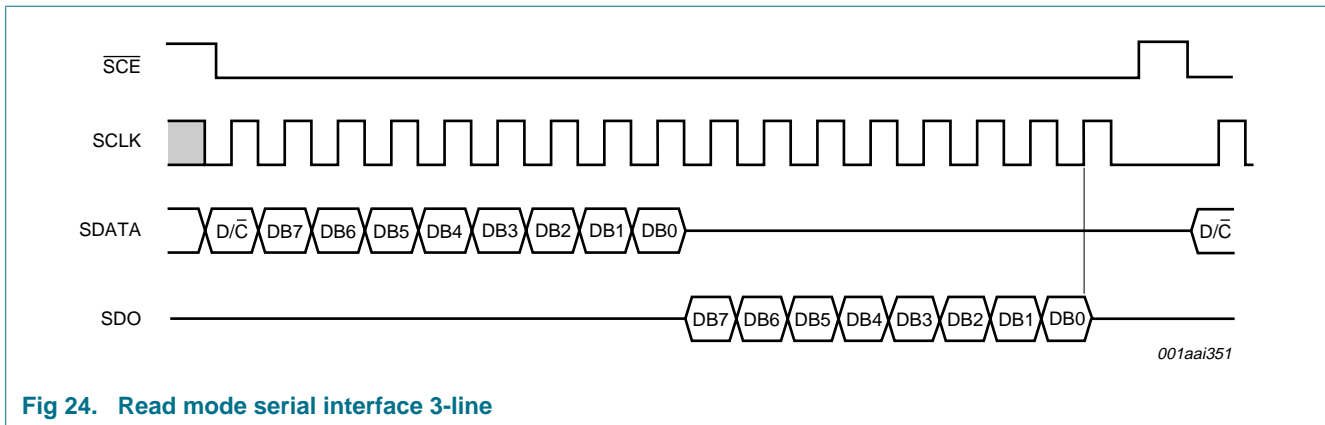 SCE
SCLK
SDATA D/C DB7 DB6 DB5 DB4 DB3 DB2 DB1 DB0 D/C
SDO DB7 DB6 DB5 DB4 DB3 DB2 DB1 DB0
001aai351
Fig 24. Read mode serial interface 3-line